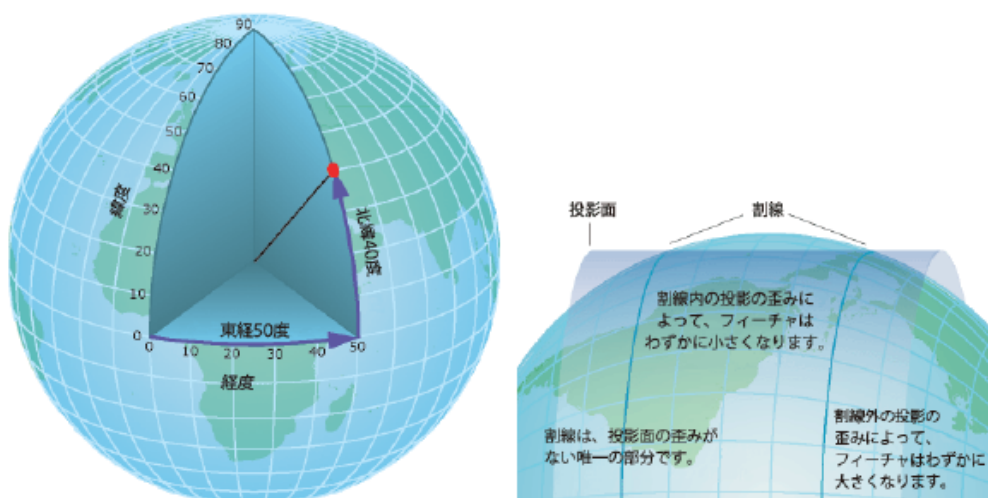 90
80
70
60
50
40
30
20
10
0
緯度
北緯40度
東経50度
0
10
20
30
40
50
経度
投影面
割線
割線内の投影の歪みに
よって、フィーチャは
わずかに小さくなります。
割線は、投影面の歪みが
ない唯一の部分です。
割線外の投影の
歪みによって、
フィーチャはわずかに
大きくなります。